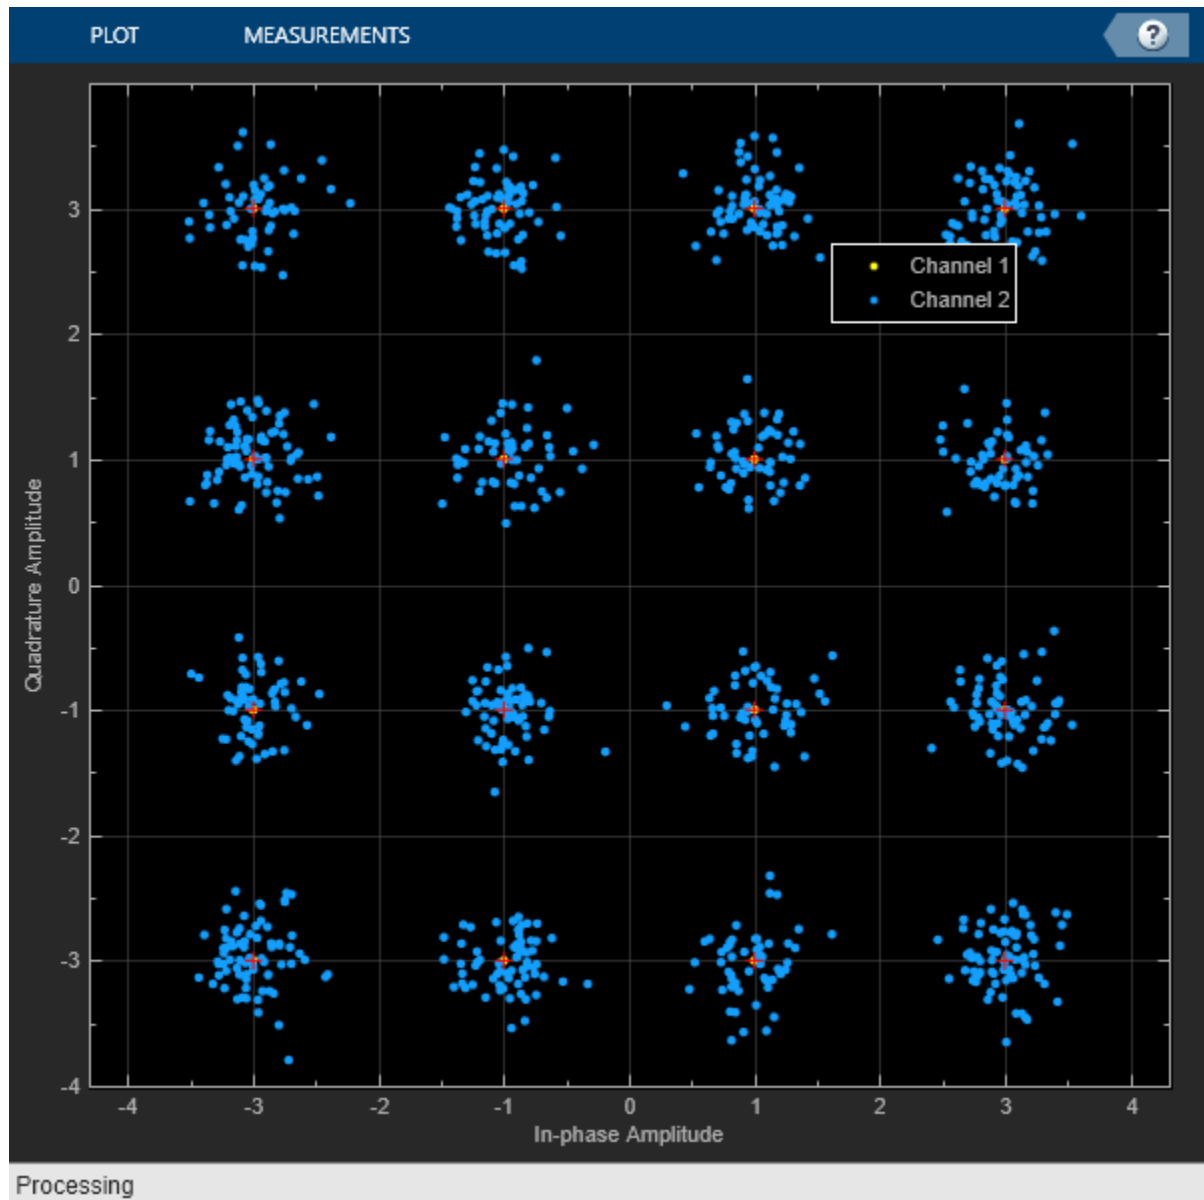 PLOT MEASUREMENTS ?
3
Channel 1
Channel 2
2
1
Quadrature Amplitude
0
-1
-2
-3
-4
-4 -3 -2 -1 0 1 2 3 4
In-phase Amplitude
Processing